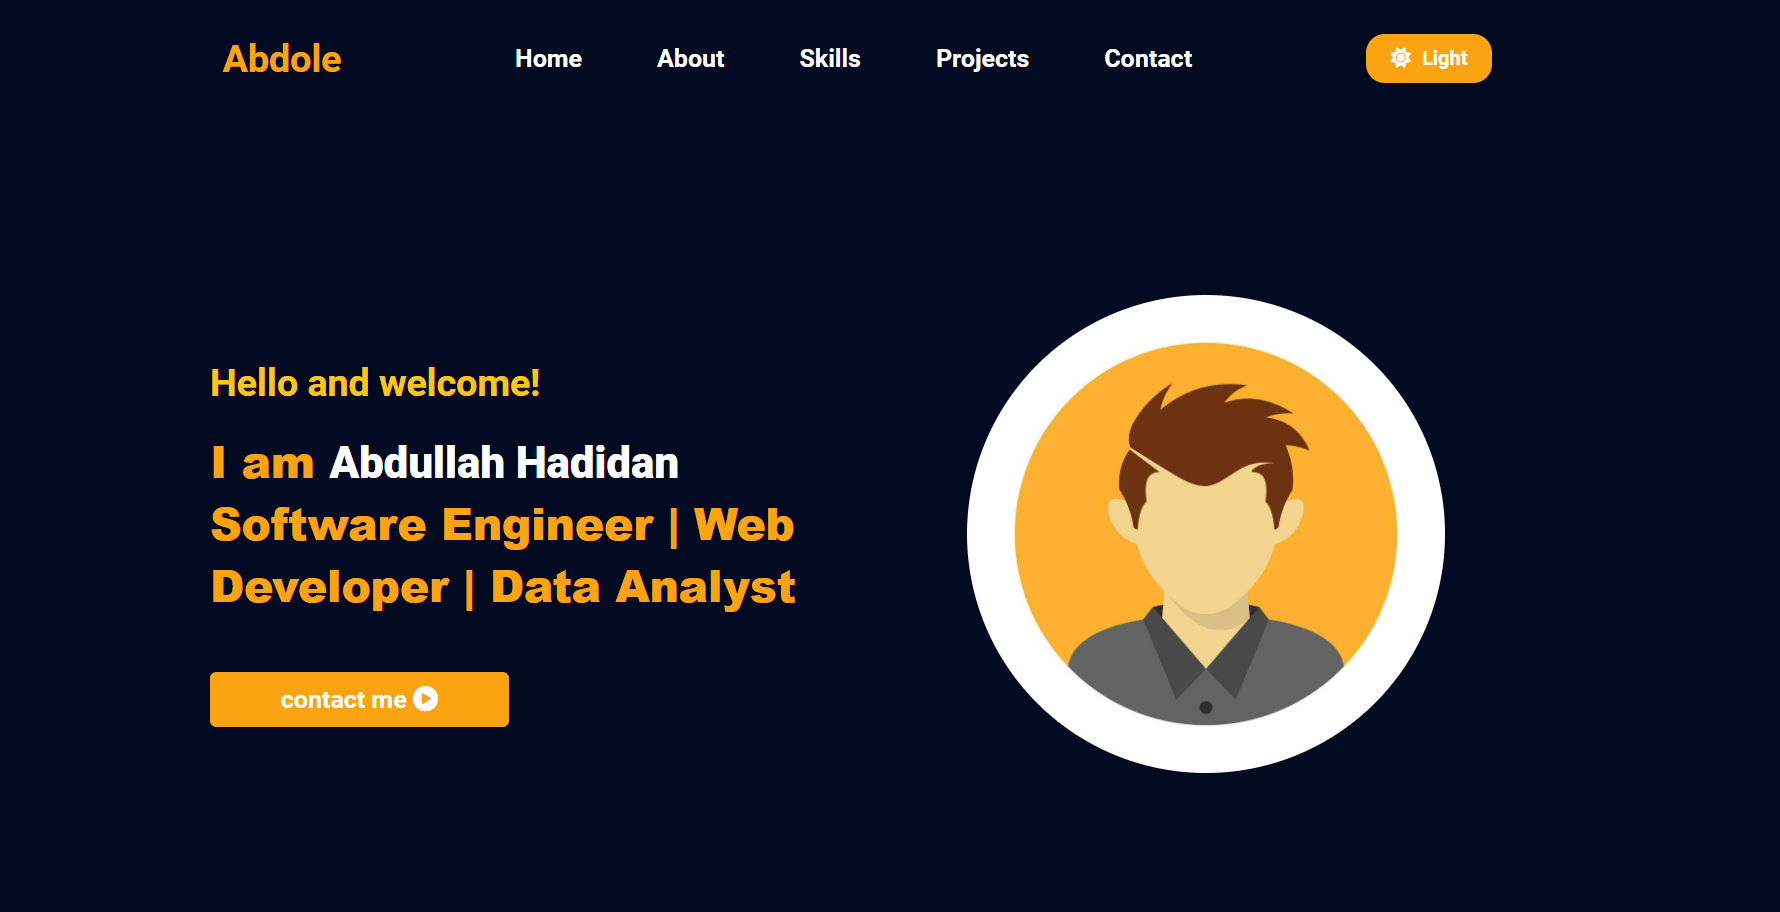 Abdole
Home
About
Skills
Projects
Contact
Light
Hello and welcome!
I am Abdullah Hadidan
Software Engineer | Web
Developer | Data Analyst
contact me